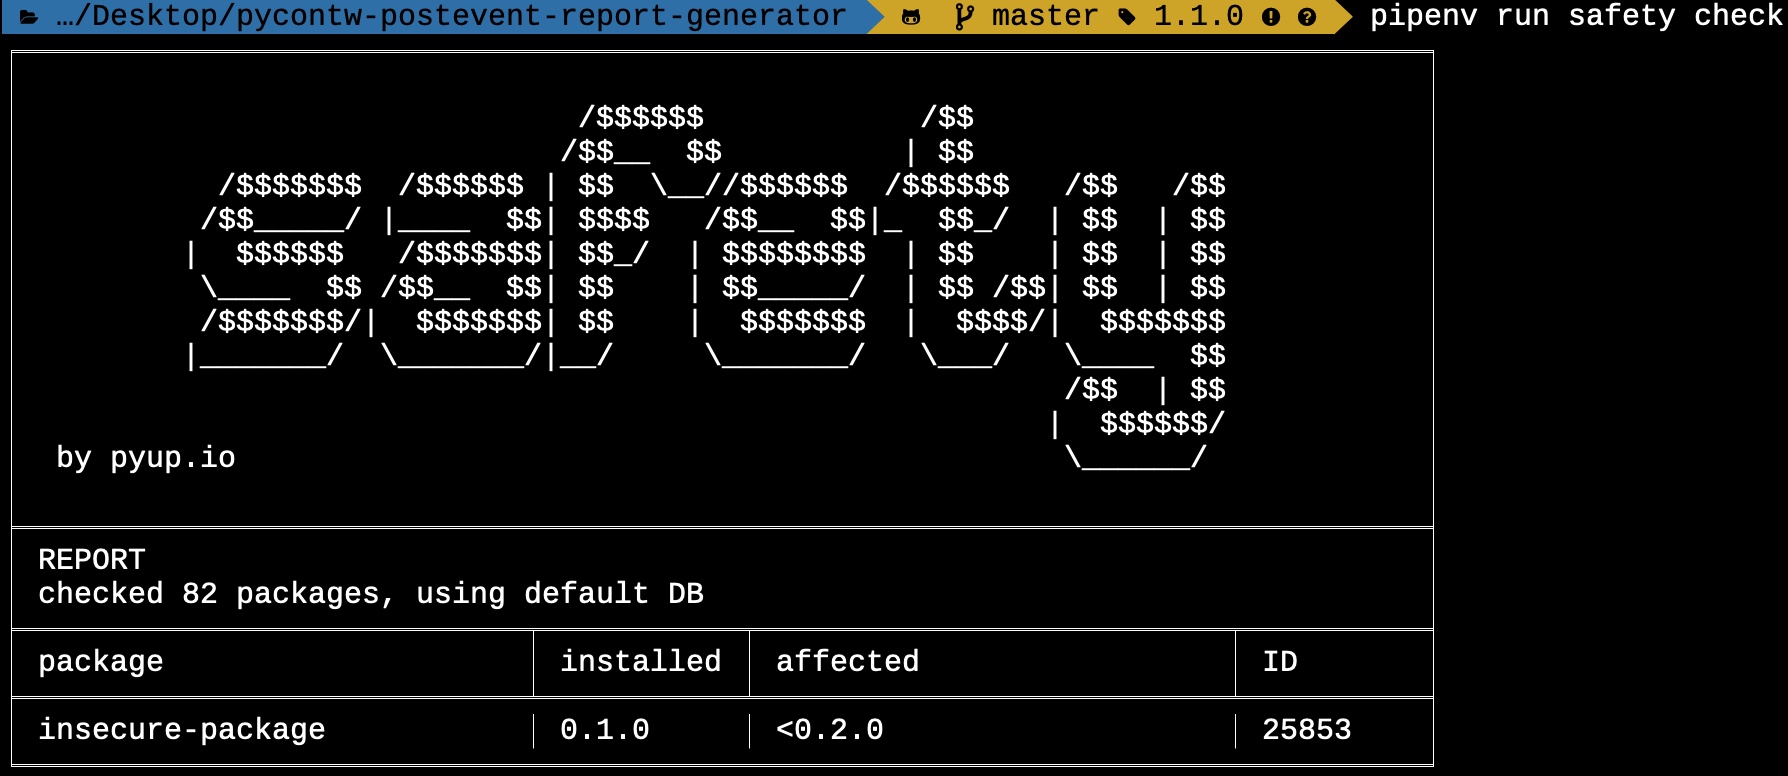 …/Desktop/pycontw-postevent-report-generator master 1.1.0 pipenv run safety check
                               /$$$$$$            /$$
                              /$$__  $$          | $$
           /$$$$$$$  /$$$$$$ | $$  \__//$$$$$$  /$$$$$$   /$$   /$$
          /$$_____/ |____  $$| $$$$   /$$__  $$|_  $$_/  | $$  | $$
         |  $$$$$$   /$$$$$$$| $$_/  | $$$$$$$$  | $$    | $$  | $$
          \____  $$ /$$__  $$| $$    | $$_____/  | $$ /$$| $$  | $$
          /$$$$$$$/|  $$$$$$$| $$    |  $$$$$$$  |  $$$$/|  $$$$$$$
         |_______/  \_______/|__/     \_______/   \___/   \____  $$
                                                          /$$  | $$
                                                         |  $$$$$$/
by pyup.io                                                \______/
REPORT
checked 82 packages, using default DB
package installed affected ID
insecure-package 0.1.0 <0.2.0 25853